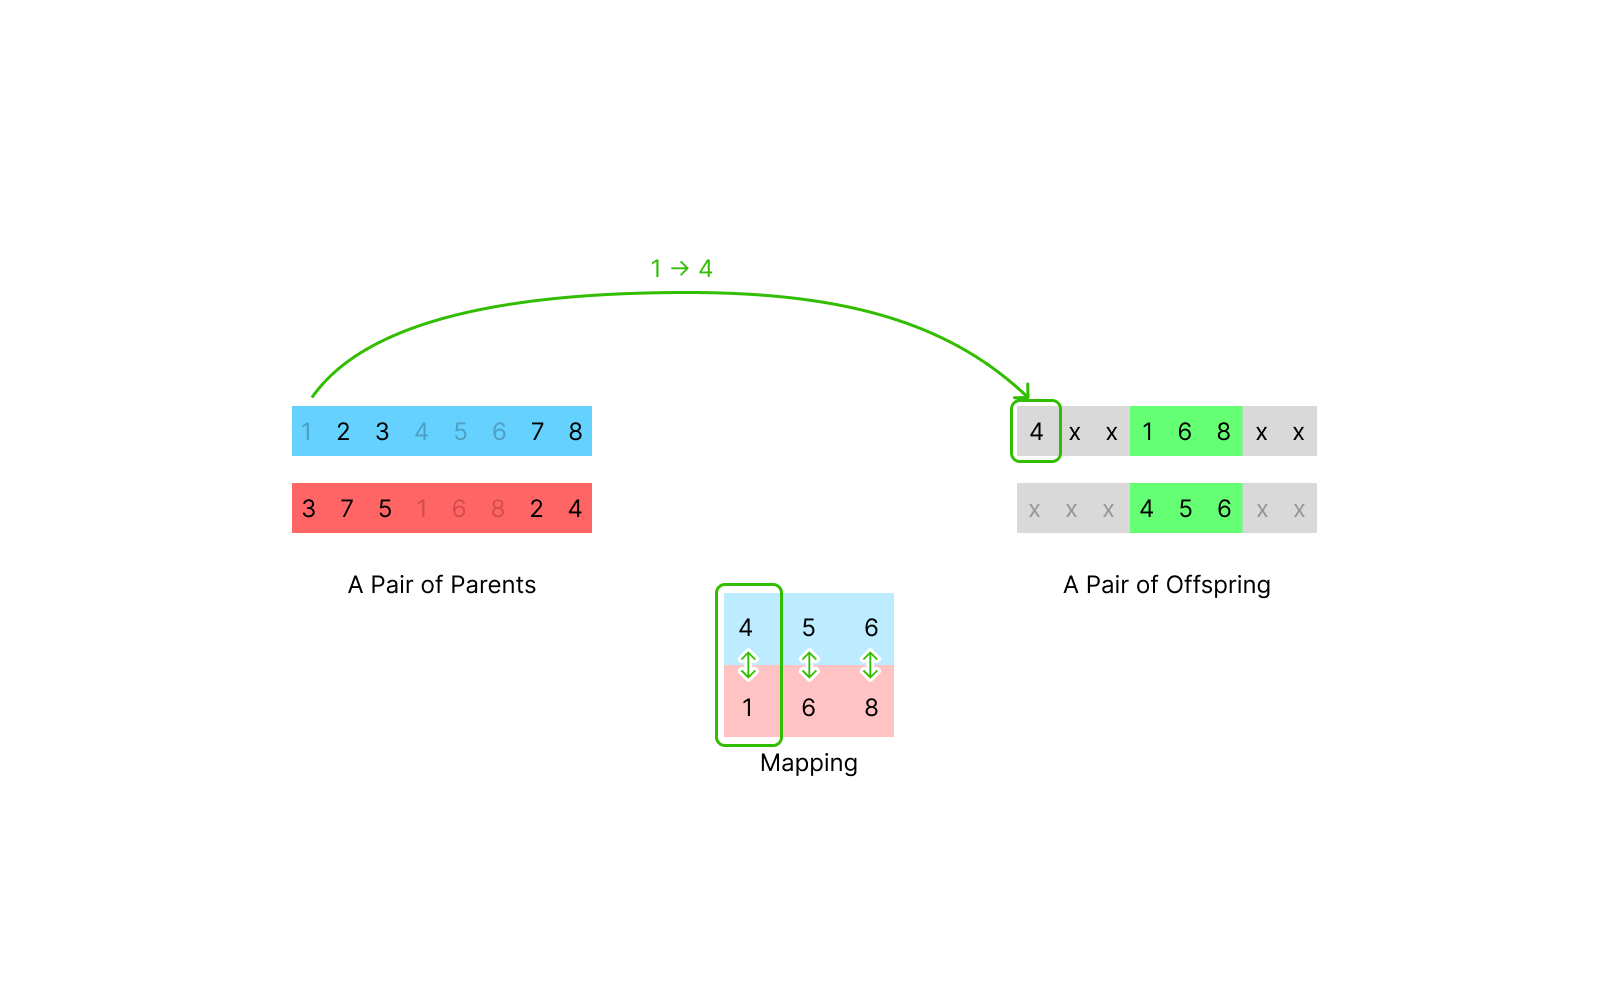 1 → 4
1 2 3 4 5 6 7 8
4 x x 1 6 8 x x
3 7 5 1 6 8 2 4
x x x 4 5 6 x x
A Pair of Parents
A Pair of Offspring
4 5 6
1 6 8
Mapping